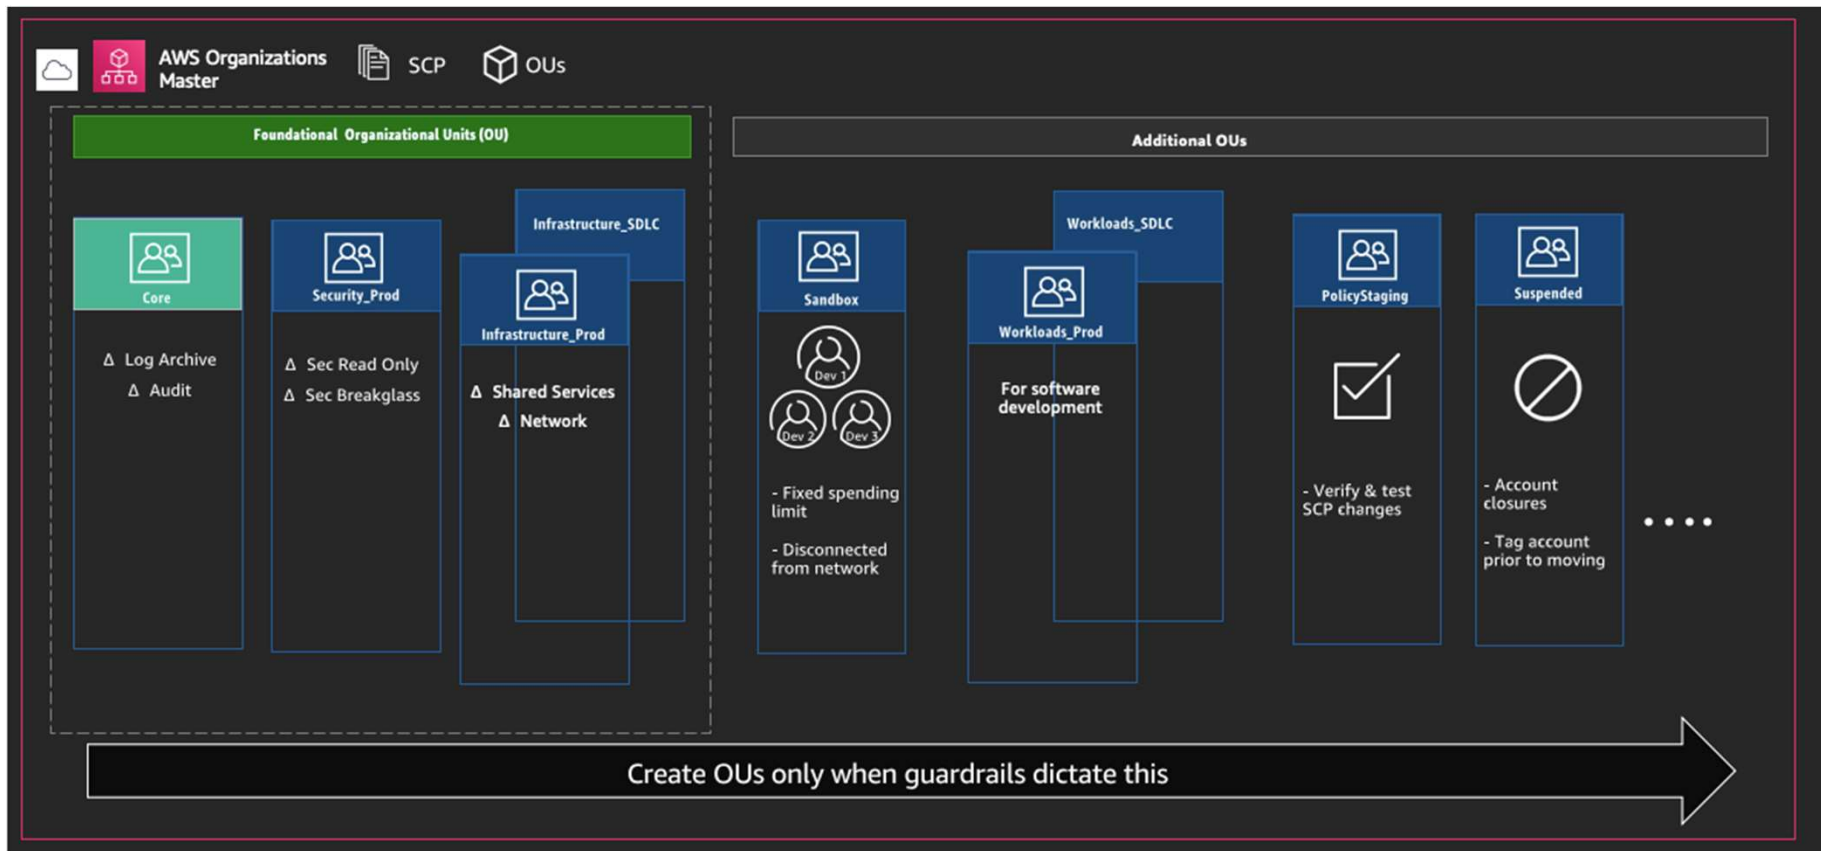 AWS Organizations
Master
SCP
OUs
Foundational Organizational Units (OU)
Additional OUs
Core
Δ Log Archive
Δ Audit
Security_Prod
Δ Sec Read Only
Δ Sec Breakglass
Infrastructure_SDLC
Infrastructure_Prod
Δ Shared Services
Δ Network
Sandbox
Dev 1
Dev 2
Dev 3
- Fixed spending
limit
- Disconnected
from network
Workloads_SDLC
Workloads_Prod
For software
development
PolicyStaging
- Verify & test
SCP changes
Suspended
- Account
closures
- Tag account
prior to moving
Create OUs only when guardrails dictate this